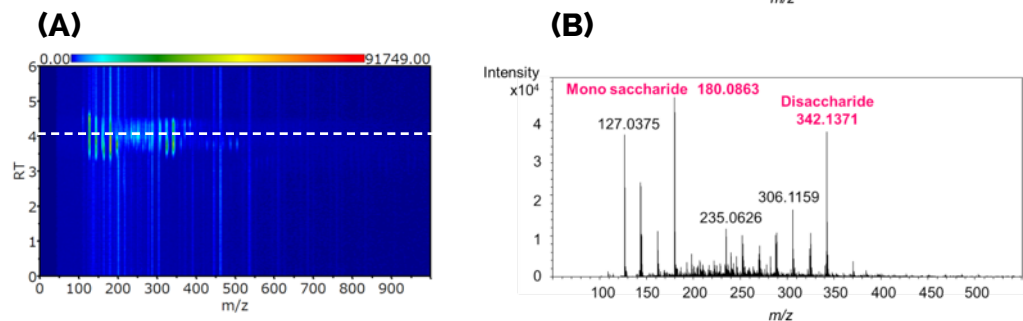 m/z
(A)
(B)
0.00 91749.00
6
5
4
3
2
1
0
RT
0 100 200 300 400 500 600 700 800 900
m/z
Intensity
x10⁴
4
3
2
1
0
Mono saccharide 180.0863
Disaccharide
342.1371
127.0375
306.1159
235.0626
100 150 200 250 300 350 400 450 500
m/z